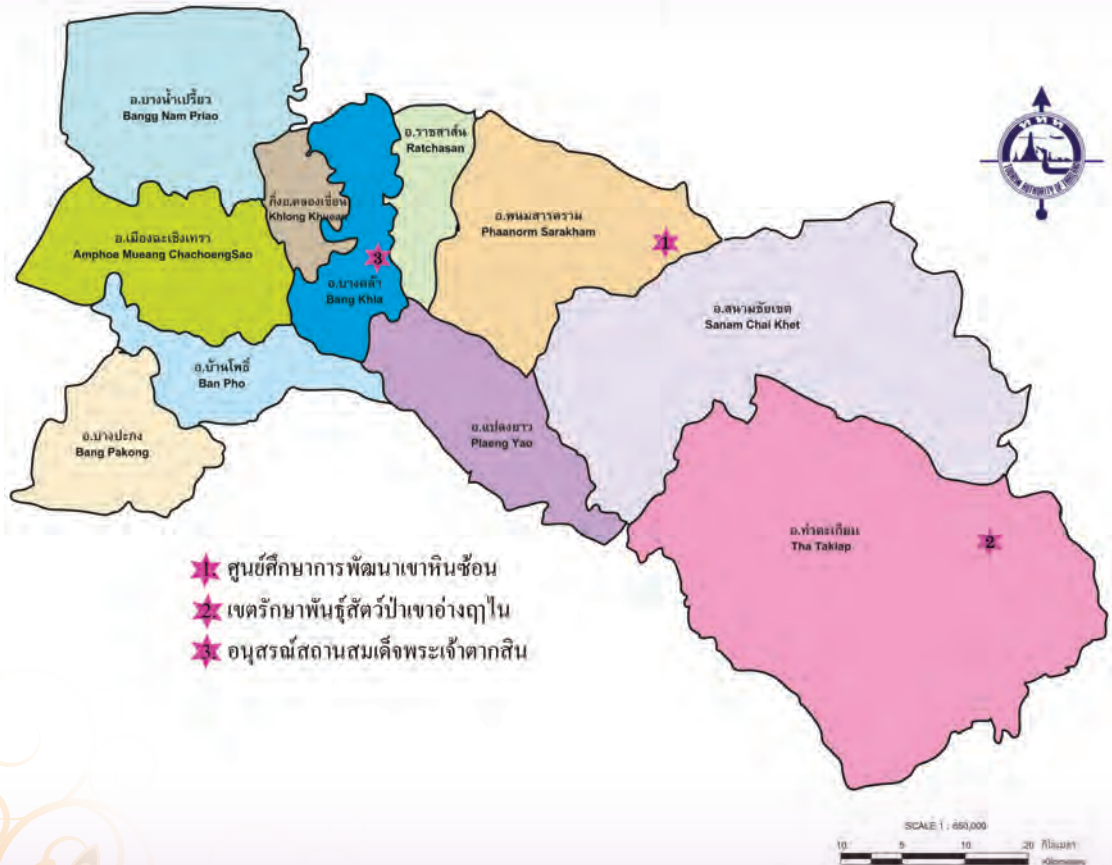 อ.บางน้ำเปรี้ยว
Bangg Nam Priao
อ.ราชสาส์น
Ratchasan
กิ่งอ.คลองเขื่อน
Khlong Khuean
อ.พนมสารคาม
Phaanorm Sarakham
1
อ.เมืองฉะเชิงเทรา
Amphoe Mueang ChachoengSao
3
อ.บางคล้า
Bang Khla
อ.สนามชัยเขต
Sanam Chai Khet
อ.บ้านโพธิ์
Ban Pho
อ.บางปะกง
Bang Pakong
อ.แปลงยาว
Plaeng Yao
อ.ท่าตะเกียบ
Tha Takiap
2
1. ศูนย์ศึกษาการพัฒนาเขาหินซ้อน
2. เขตรักษาพันธุ์สัตว์ป่าเขาอ่างฤๅไน
3. อนุสรณ์สถานสมเด็จพระเจ้าตากสิน
ททท
TOURISM AUTHORITY OF THAILAND
SCALE 1 : 650,000
10 5 10 20 กิโลเมตร
Kilometers